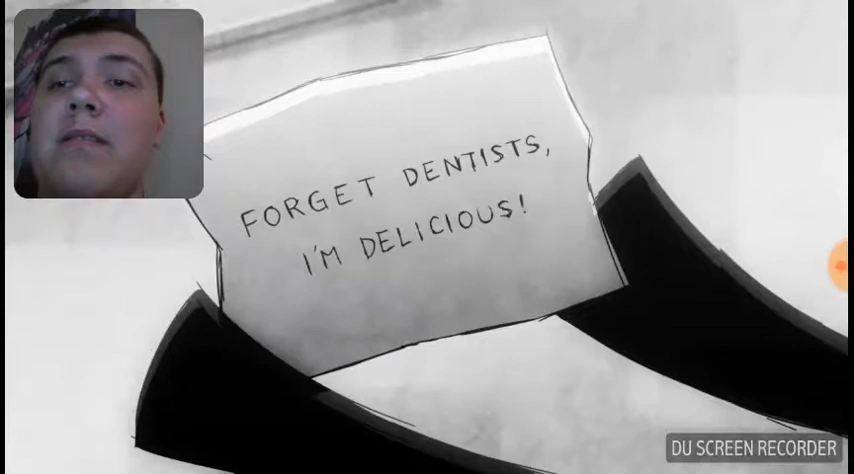 FORGET DENTISTS,
I'M DELICIOUS!
DU SCREEN RECORDER